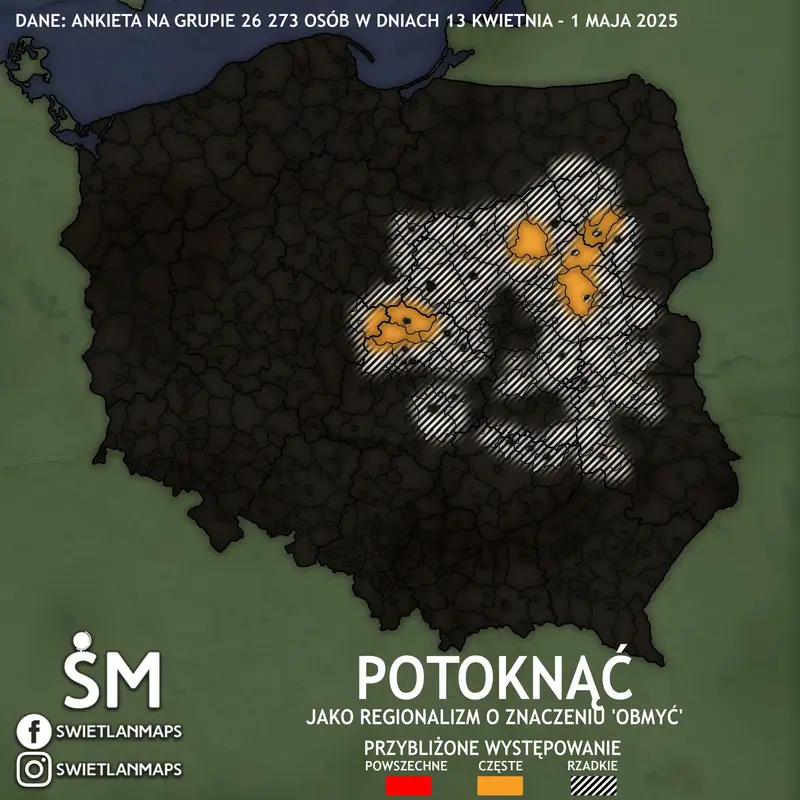 DANE: ANKIETA NA GRUPIE 26 273 OSÓB W DNIACH 13 KWIETNIA - 1 MAJA 2025
ŚM
SWIETLANMAPS
SWIETLANMAPS
POTOKNĄĆ
JAKO REGIONALIZM O ZNACZENIU 'OBMYĆ'
PRZYBLIŻONE WYSTĘPOWANIE
POWSZECHNE CZĘSTE RZADKIE